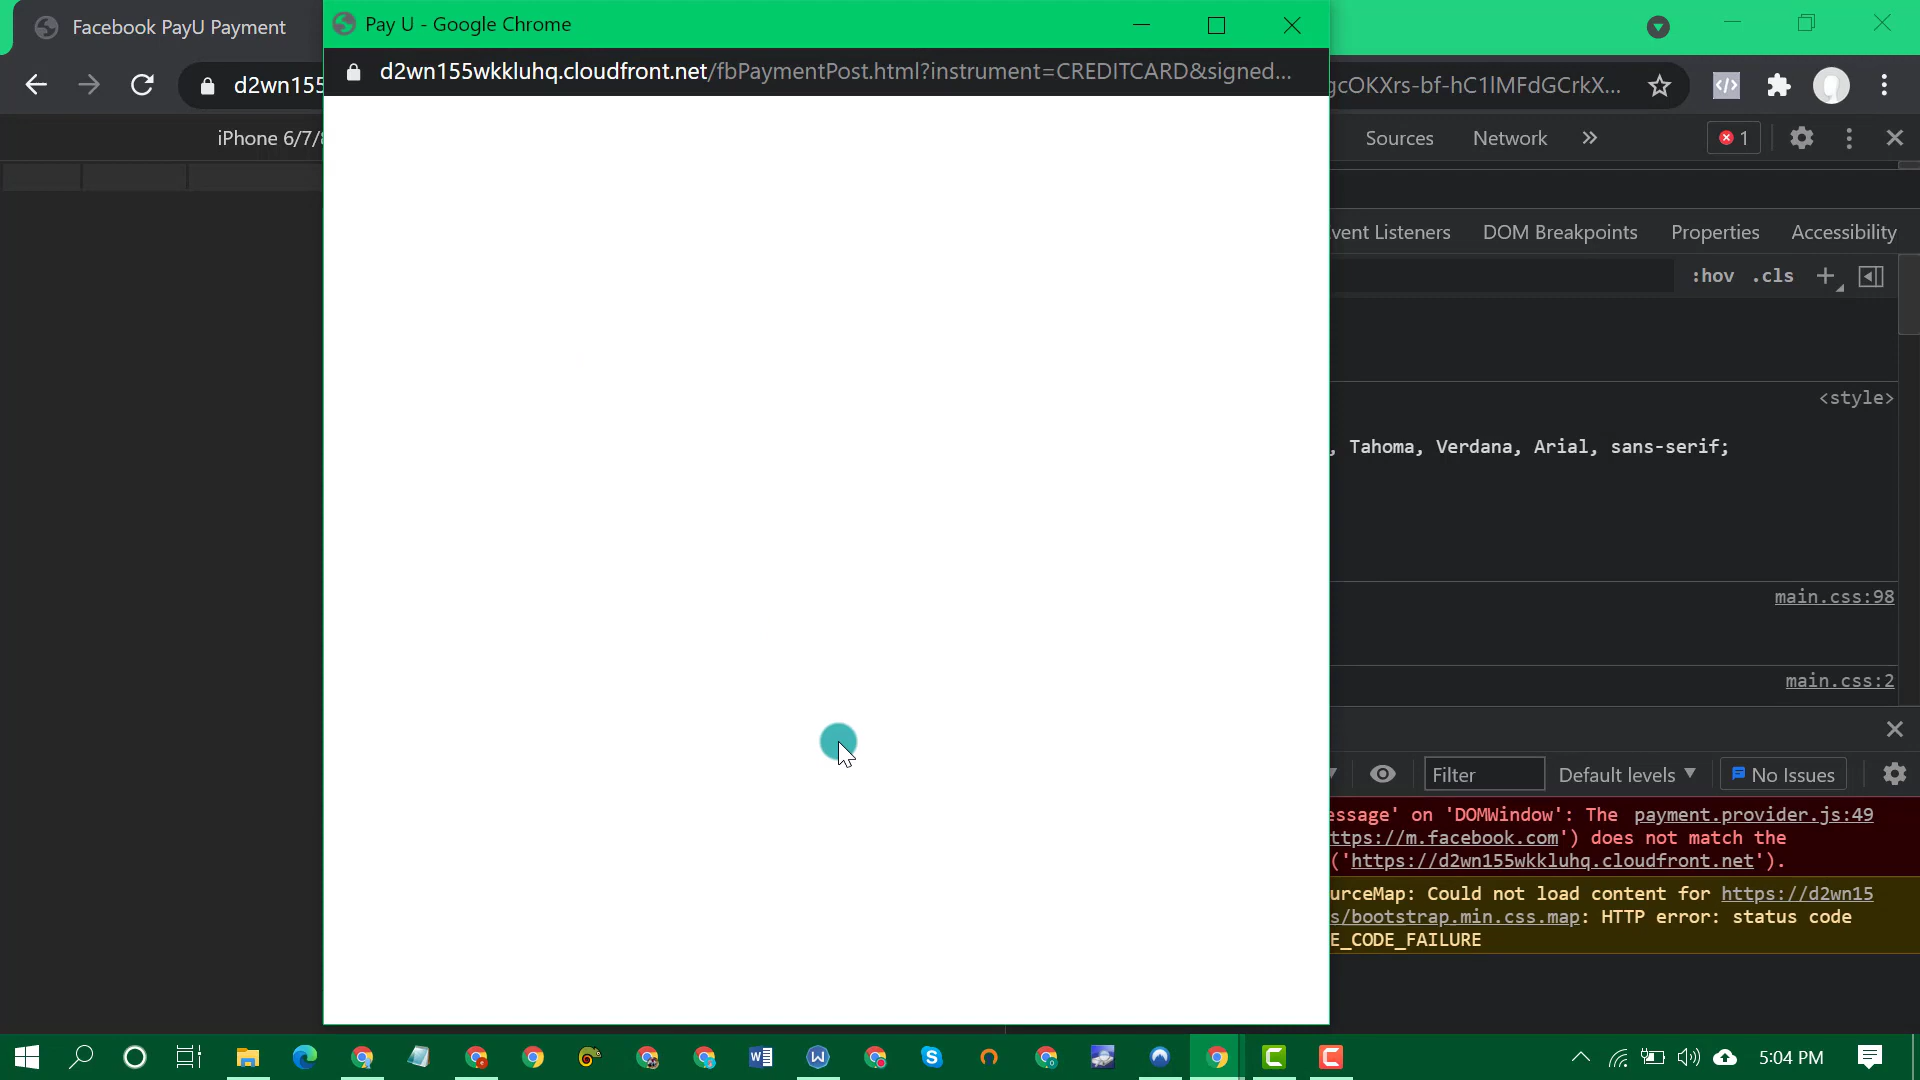 Facebook PayU Payment
Pay U - Google Chrome
d2wn155
d2wn155wkkluhq.cloudfront.net/fbPaymentPost.html?instrument=CREDITCARD&signed...
gcOKXrs-bf-hC1lMFdGCrkX...
iPhone 6/7/8
Sources
Network
1
vent Listeners
DOM Breakpoints
Properties
Accessibility
:hov
.cls
<style>
, Tahoma, Verdana, Arial, sans-serif;
main.css:98
main.css:2
Filter
Default levels
No Issues
essage' on 'DOMWindow': The payment.provider.js:49
ttps://m.facebook.com') does not match the
('https://d2wn155wkkluhq.cloudfront.net').
urceMap: Could not load content for https://d2wn15
s/bootstrap.min.css.map: HTTP error: status code
E_CODE_FAILURE
5:04 PM